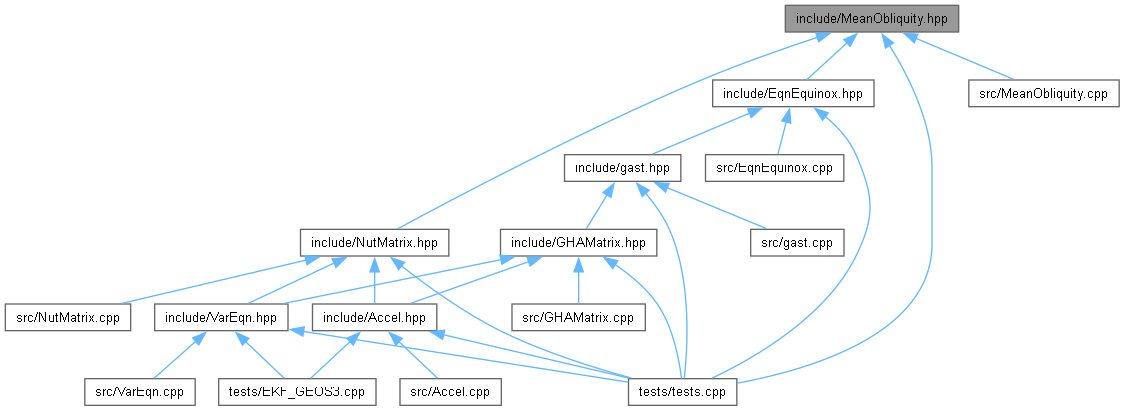 include/MeanObliquity.hpp
include/EqnEquinox.hpp
src/MeanObliquity.cpp
include/gast.hpp
src/EqnEquinox.cpp
include/NutMatrix.hpp
include/GHAMatrix.hpp
src/gast.cpp
src/NutMatrix.cpp
include/VarEqn.hpp
include/Accel.hpp
src/GHAMatrix.cpp
src/VarEqn.cpp
tests/EKF_GEOS3.cpp
src/Accel.cpp
tests/tests.cpp